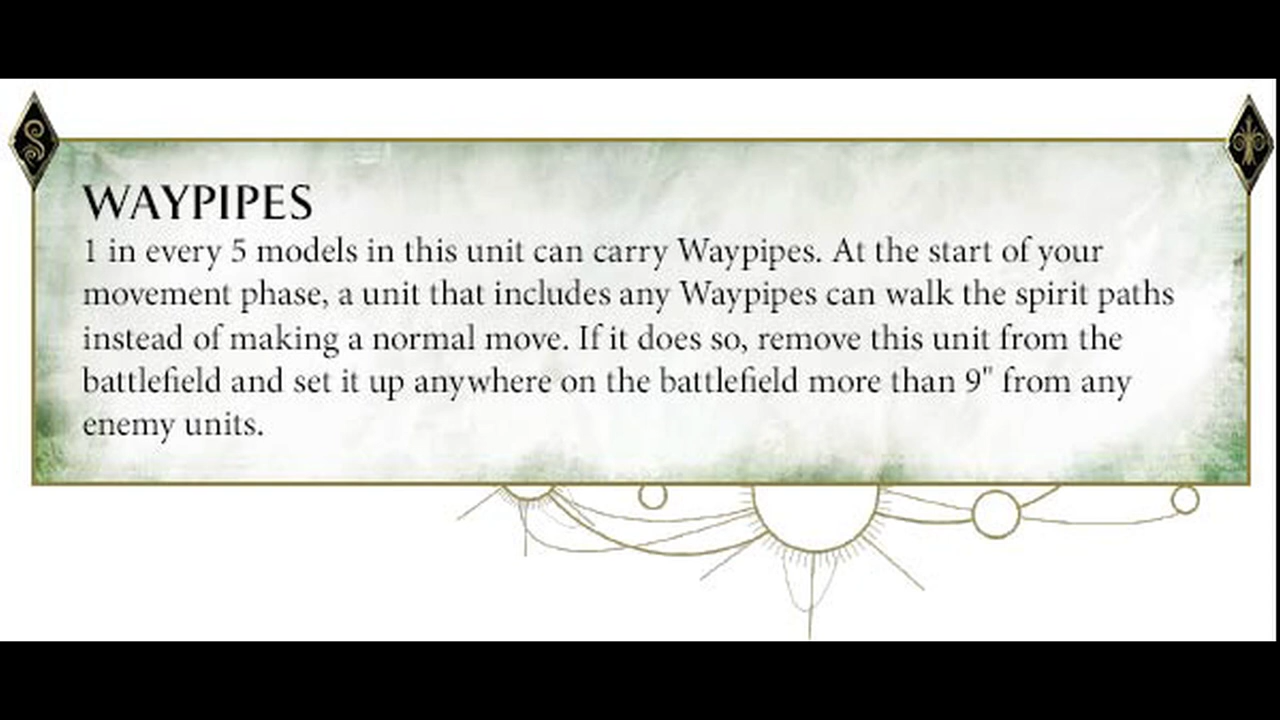 WAYPIPES
1 in every 5 models in this unit can carry Waypipes. At the start of your
movement phase, a unit that includes any Waypipes can walk the spirit paths
instead of making a normal move. If it does so, remove this unit from the
battlefield and set it up anywhere on the battlefield more than 9" from any
enemy units.